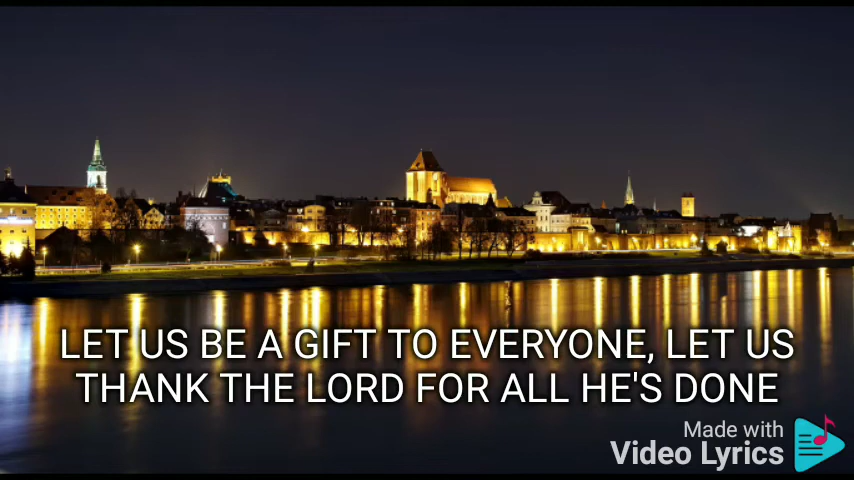 LET US BE A GIFT TO EVERYONE, LET US
THANK THE LORD FOR ALL HE'S DONE
Made with
Video Lyrics